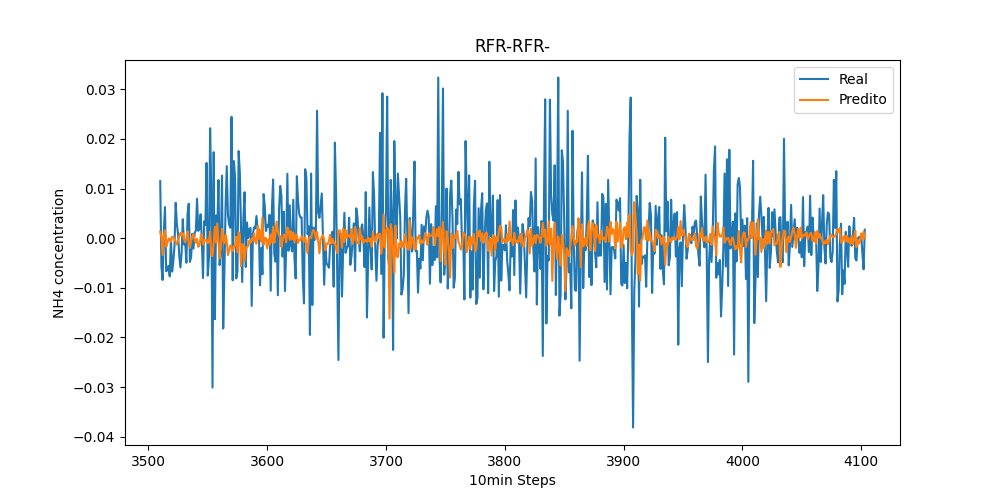 RFR-RFR-
Real
Predito
NH4 concentration
0.03
0.02
0.01
0.00
−0.01
−0.02
−0.03
−0.04
3500 3600 3700 3800 3900 4000 4100
10min Steps